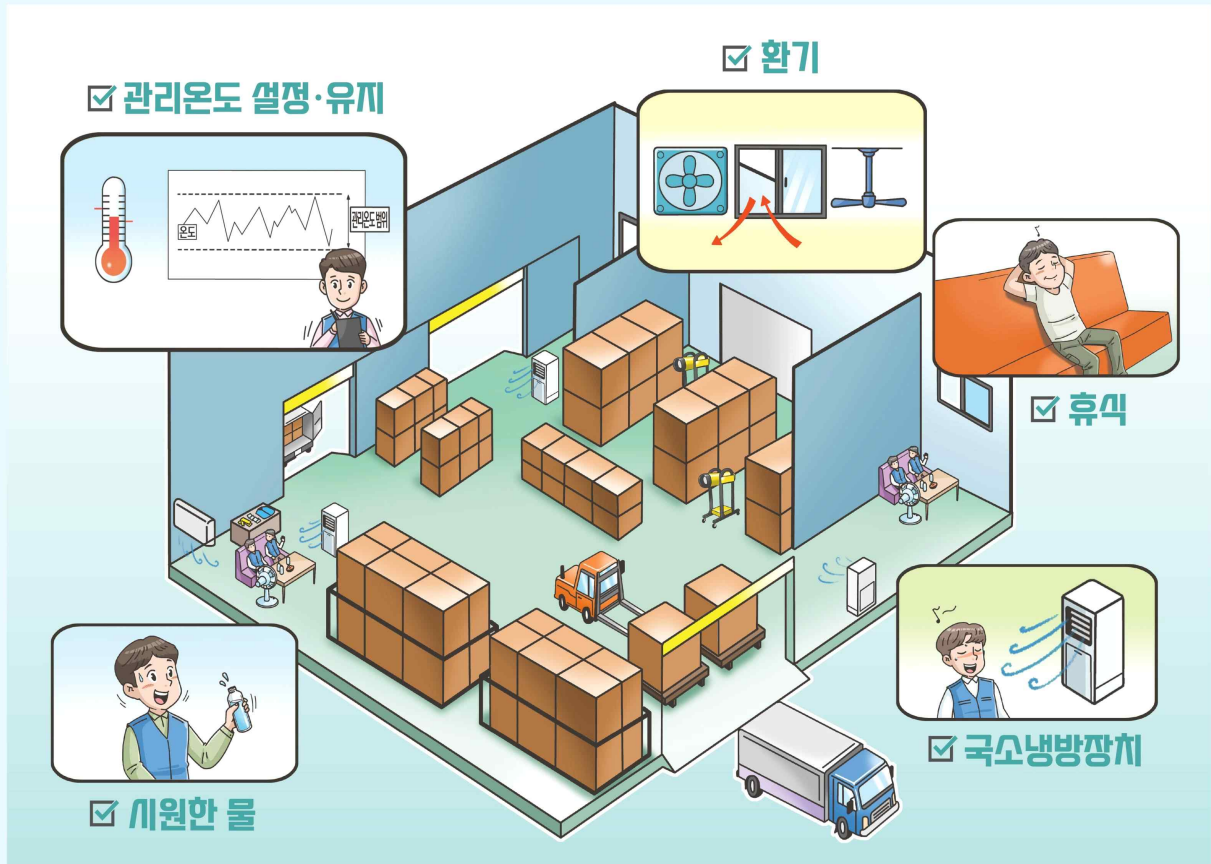 관리온도 설정·유지
온도
관리온도 범위
환기
휴식
국소냉방장치
시원한 물